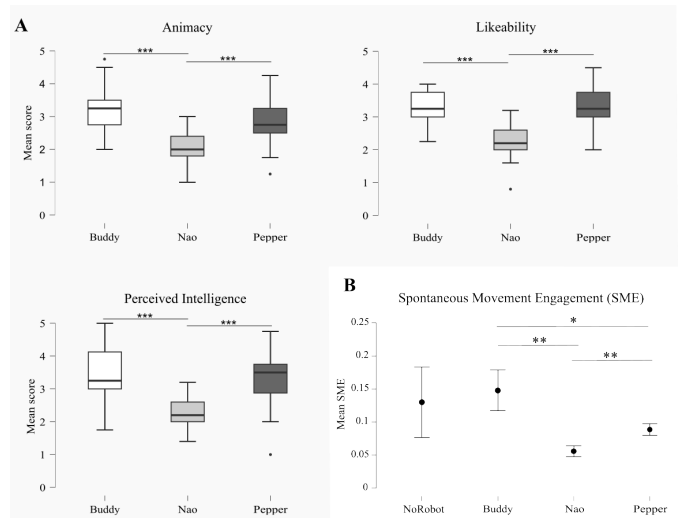 A
Animacy
Mean score
5
4
3
2
1
0
***
***
Buddy
Nao
Pepper
Likeability
5
4
3
2
1
0
***
***
Buddy
Nao
Pepper
Perceived Intelligence
Mean score
5
4
3
2
1
0
***
***
Buddy
Nao
Pepper
B
Spontaneous Movement Engagement (SME)
Mean SME
0.25
0.2
0.15
0.1
0.05
0
*
**
**
NoRobot
Buddy
Nao
Pepper